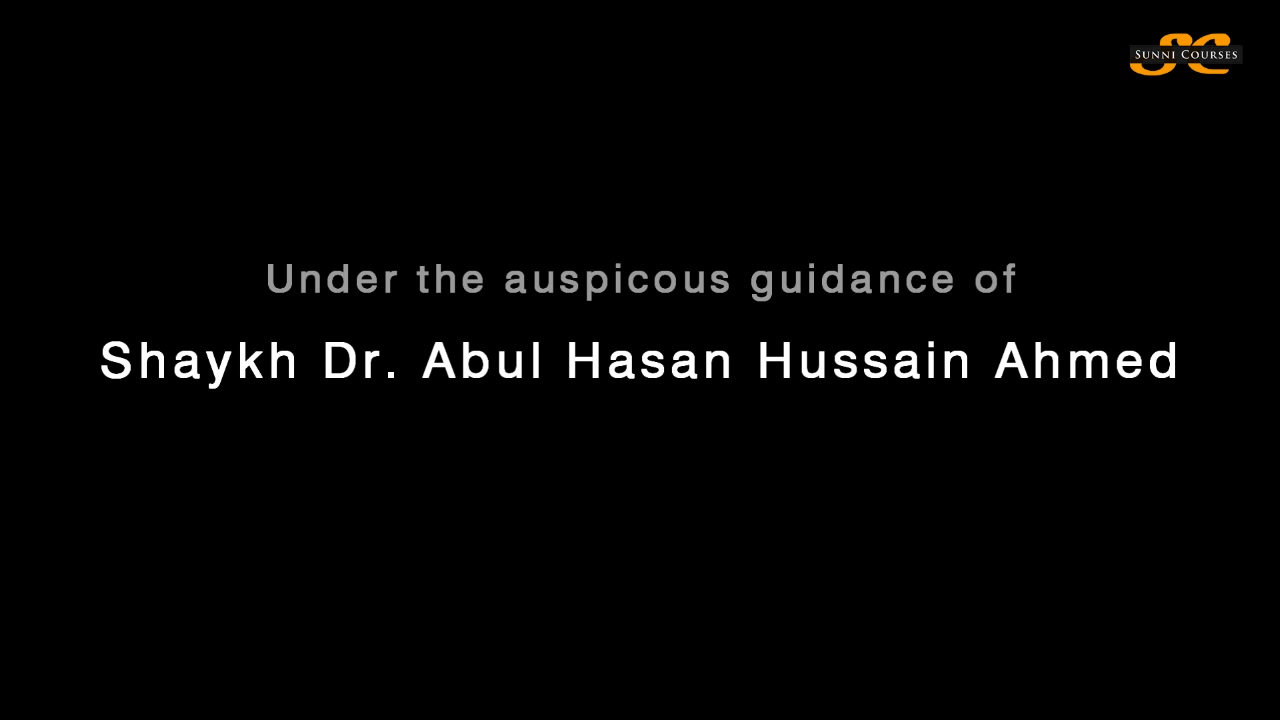 SUNNI COURSES
Under the auspicous guidance of
Shaykh Dr. Abul Hasan Hussain Ahmed